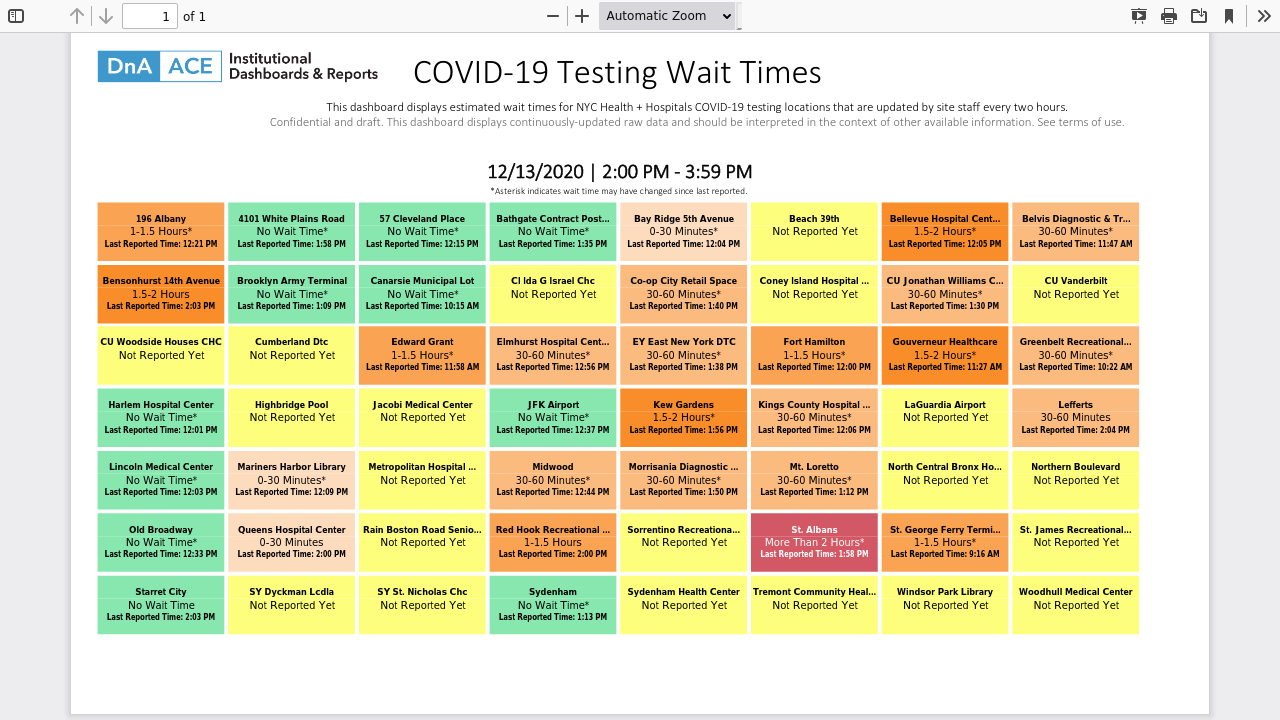 1 of 1 Automatic Zoom
DnA ACE Institutional
Dashboards & Reports
COVID-19 Testing Wait Times
This dashboard displays estimated wait times for NYC Health + Hospitals COVID-19 testing locations that are updated by site staff every two hours.
Confidential and draft. This dashboard displays continuously-updated raw data and should be interpreted in the context of other available information. See terms of use.
12/13/2020 | 2:00 PM - 3:59 PM
*Asterisk indicates wait time may have changed since last reported.
196 Albany
1-1.5 Hours*
Last Reported Time: 12:21 PM
4101 White Plains Road
No Wait Time*
Last Reported Time: 1:58 PM
57 Cleveland Place
No Wait Time*
Last Reported Time: 12:15 PM
Bathgate Contract Post...
No Wait Time*
Last Reported Time: 1:35 PM
Bay Ridge 5th Avenue
0-30 Minutes*
Last Reported Time: 12:04 PM
Beach 39th
Not Reported Yet
Bellevue Hospital Cent...
1.5-2 Hours*
Last Reported Time: 12:05 PM
Belvis Diagnostic & Tr...
30-60 Minutes*
Last Reported Time: 11:47 AM
Bensonhurst 14th Avenue
1.5-2 Hours
Last Reported Time: 2:03 PM
Brooklyn Army Terminal
No Wait Time*
Last Reported Time: 1:09 PM
Canarsie Municipal Lot
No Wait Time*
Last Reported Time: 10:15 AM
CI Ida G Israel Chc
Not Reported Yet
Co-op City Retail Space
30-60 Minutes*
Last Reported Time: 1:40 PM
Coney Island Hospital ...
Not Reported Yet
CU Jonathan Williams C...
30-60 Minutes*
Last Reported Time: 1:30 PM
CU Vanderbilt
Not Reported Yet
CU Woodside Houses CHC
Not Reported Yet
Cumberland Dtc
Not Reported Yet
Edward Grant
1-1.5 Hours*
Last Reported Time: 11:58 AM
Elmhurst Hospital Cent...
30-60 Minutes*
Last Reported Time: 12:56 PM
EY East New York DTC
30-60 Minutes*
Last Reported Time: 1:38 PM
Fort Hamilton
1-1.5 Hours*
Last Reported Time: 12:00 PM
Gouverneur Healthcare
1.5-2 Hours*
Last Reported Time: 11:27 AM
Greenbelt Recreational...
30-60 Minutes*
Last Reported Time: 10:22 AM
Harlem Hospital Center
No Wait Time*
Last Reported Time: 12:01 PM
Highbridge Pool
Not Reported Yet
Jacobi Medical Center
Not Reported Yet
JFK Airport
No Wait Time*
Last Reported Time: 12:37 PM
Kew Gardens
1.5-2 Hours*
Last Reported Time: 1:56 PM
Kings County Hospital ...
30-60 Minutes*
Last Reported Time: 12:06 PM
LaGuardia Airport
Not Reported Yet
Lefferts
30-60 Minutes
Last Reported Time: 2:04 PM
Lincoln Medical Center
No Wait Time*
Last Reported Time: 12:03 PM
Mariners Harbor Library
0-30 Minutes*
Last Reported Time: 12:09 PM
Metropolitan Hospital ...
Not Reported Yet
Midwood
30-60 Minutes*
Last Reported Time: 12:44 PM
Morrisania Diagnostic ...
30-60 Minutes*
Last Reported Time: 1:50 PM
Mt. Loretto
30-60 Minutes*
Last Reported Time: 1:12 PM
North Central Bronx Ho...
Not Reported Yet
Northern Boulevard
Not Reported Yet
Old Broadway
No Wait Time*
Last Reported Time: 12:33 PM
Queens Hospital Center
0-30 Minutes
Last Reported Time: 2:00 PM
Rain Boston Road Senio...
Not Reported Yet
Red Hook Recreational ...
1-1.5 Hours
Last Reported Time: 2:00 PM
Sorrentino Recreationa...
Not Reported Yet
St. Albans
More Than 2 Hours*
Last Reported Time: 1:58 PM
St. George Ferry Termi...
1-1.5 Hours*
Last Reported Time: 9:16 AM
St. James Recreational...
Not Reported Yet
Starret City
No Wait Time
Last Reported Time: 2:03 PM
SY Dyckman Lcdla
Not Reported Yet
SY St. Nicholas Chc
Not Reported Yet
Sydenham
No Wait Time*
Last Reported Time: 1:13 PM
Sydenham Health Center
Not Reported Yet
Tremont Community Heal...
Not Reported Yet
Windsor Park Library
Not Reported Yet
Woodhull Medical Center
Not Reported Yet